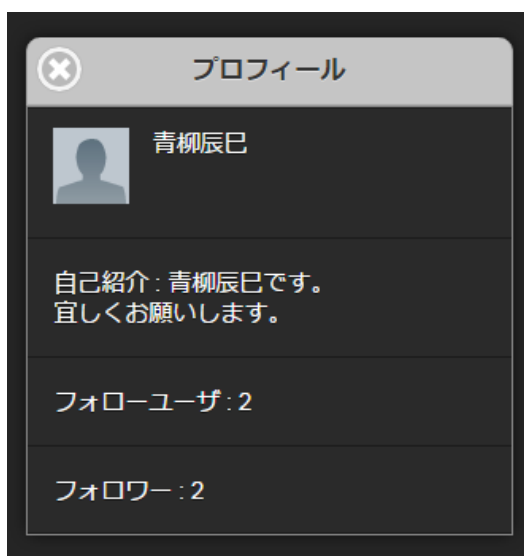 プロフィール
青柳辰巳
自己紹介 : 青柳辰巳です。
宜しくお願いします。
フォローユーザ : 2
フォロワー : 2